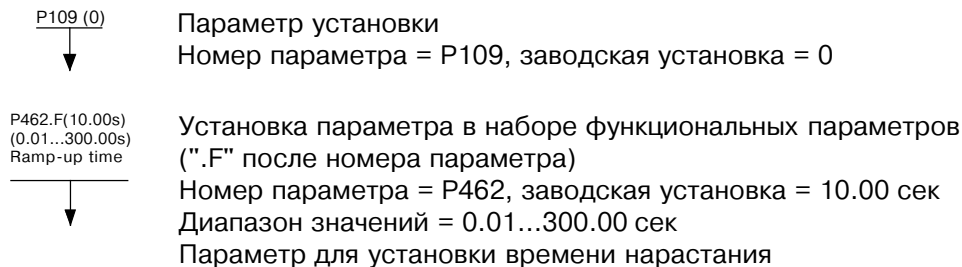 P109 (0)
Параметр установки
Номер параметра = P109, заводская установка = 0
P462.F(10.00s)
(0.01...300.00s)
Ramp-up time
Установка параметра в наборе функциональных параметров
(".F" после номера параметра)
Номер параметра = P462, заводская установка = 10.00 сек
Диапазон значений = 0.01...300.00 сек
Параметр для установки времени нарастания